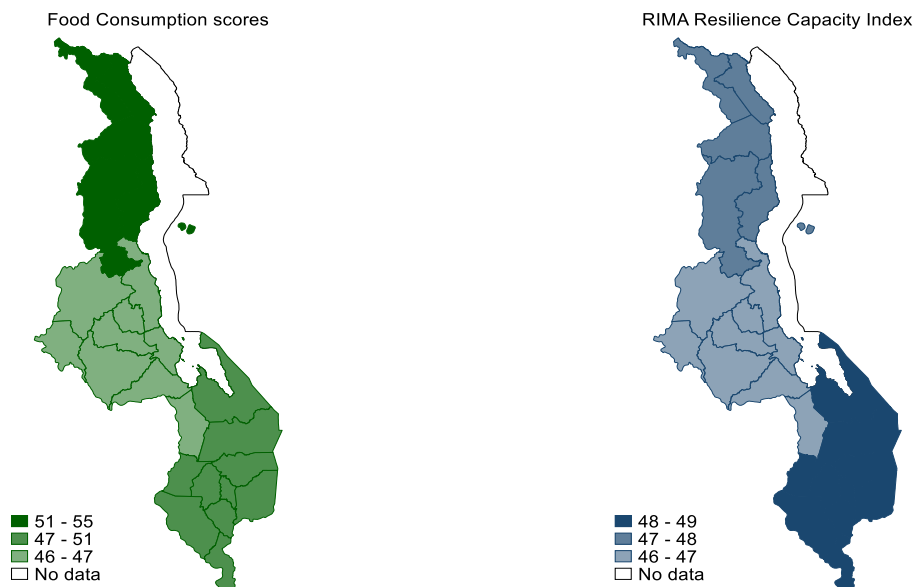 Food Consumption scores
51 - 55
47 - 51
46 - 47
No data
RIMA Resilience Capacity Index
48 - 49
47 - 48
46 - 47
No data